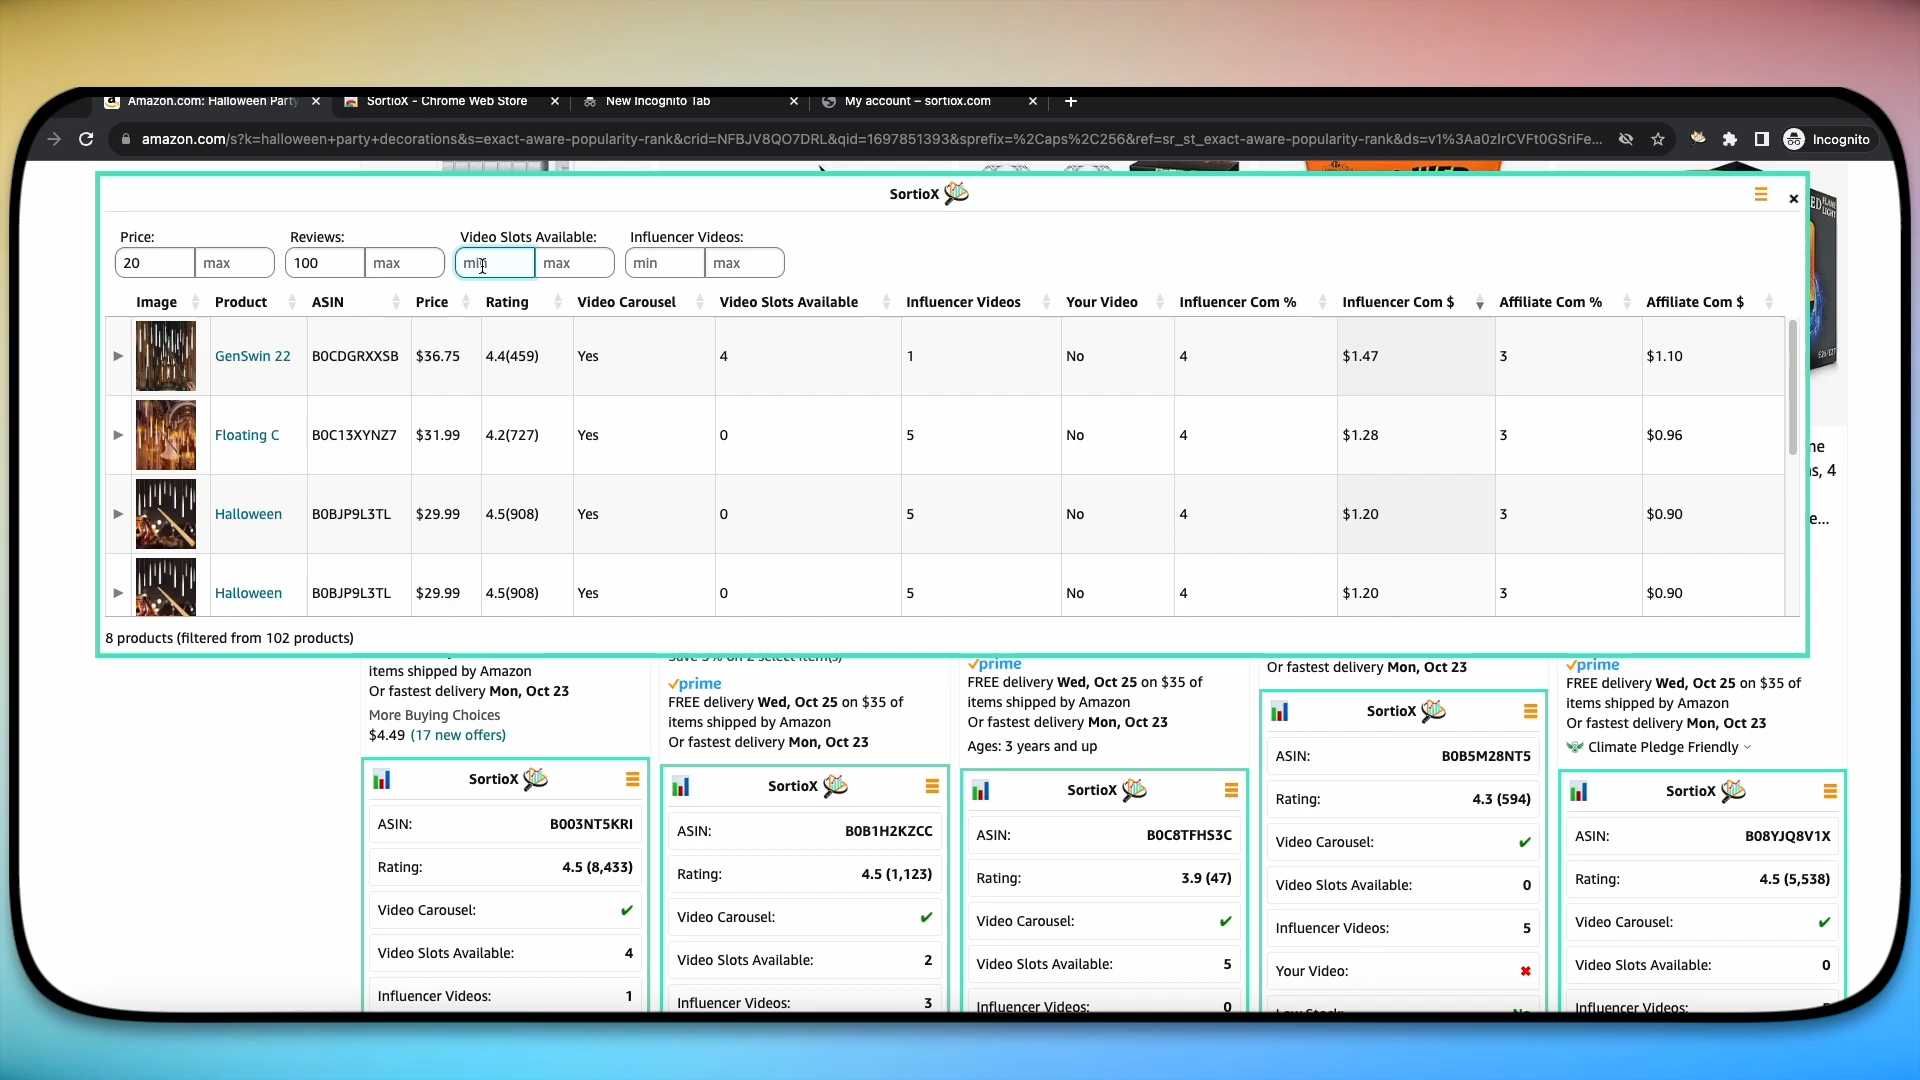 Amazon.com: Halloween Party
SortioX - Chrome Web Store
New Incognito Tab
My account – sortiox.com
amazon.com/s?k=halloween+party+decorations&s=exact-aware-popularity-rank&crid=NFBJV8QO7DRL&qid=1697851393&sprefix=%2Caps%2C256&ref=sr_st_exact-aware-popularity-rank&ds=v1%3Aa0zIrCVFt0GSriFe...
Incognito
SortioX
Price: Reviews: Video Slots Available: Influencer Videos:
20 max 100 max min max min max
Image Product ASIN Price Rating Video Carousel Video Slots Available Influencer Videos Your Video Influencer Com % Influencer Com $ Affiliate Com % Affiliate Com $
GenSwin 22 B0CDGRXXSB $36.75 4.4(459) Yes 4 1 No 4 $1.47 3 $1.10
Floating C B0C13XYNZ7 $31.99 4.2(727) Yes 0 5 No 4 $1.28 3 $0.96
Halloween B0BJP9L3TL $29.99 4.5(908) Yes 0 5 No 4 $1.20 3 $0.90
Halloween B0BJP9L3TL $29.99 4.5(908) Yes 0 5 No 4 $1.20 3 $0.90
8 products (filtered from 102 products)
items shipped by Amazon
Or fastest delivery Mon, Oct 23
More Buying Choices
$4.49 (17 new offers)
SortioX
ASIN: B003NT5KRI
Rating: 4.5 (8,433)
Video Carousel: ✔
Video Slots Available: 4
Influencer Videos: 1
prime
FREE delivery Wed, Oct 25 on $35 of
items shipped by Amazon
Or fastest delivery Mon, Oct 23
SortioX
ASIN: B0B1H2KZCC
Rating: 4.5 (1,123)
Video Carousel: ✔
Video Slots Available: 2
Influencer Videos: 3
prime
FREE delivery Wed, Oct 25 on $35 of
items shipped by Amazon
Or fastest delivery Mon, Oct 23
Ages: 3 years and up
SortioX
ASIN: B0C8TFHS3C
Rating: 3.9 (47)
Video Carousel: ✔
Video Slots Available: 5
Influencer Videos: 0
Or fastest delivery Mon, Oct 23
SortioX
ASIN: B0B5M28NT5
Rating: 4.3 (594)
Video Carousel: ✔
Video Slots Available: 0
Influencer Videos: 5
Your Video: ✖
prime
FREE delivery Wed, Oct 25 on $35 of
items shipped by Amazon
Or fastest delivery Mon, Oct 23
Climate Pledge Friendly
SortioX
ASIN: B08YJQ8V1X
Rating: 4.5 (5,538)
Video Carousel: ✔
Video Slots Available: 0
Influencer Videos: